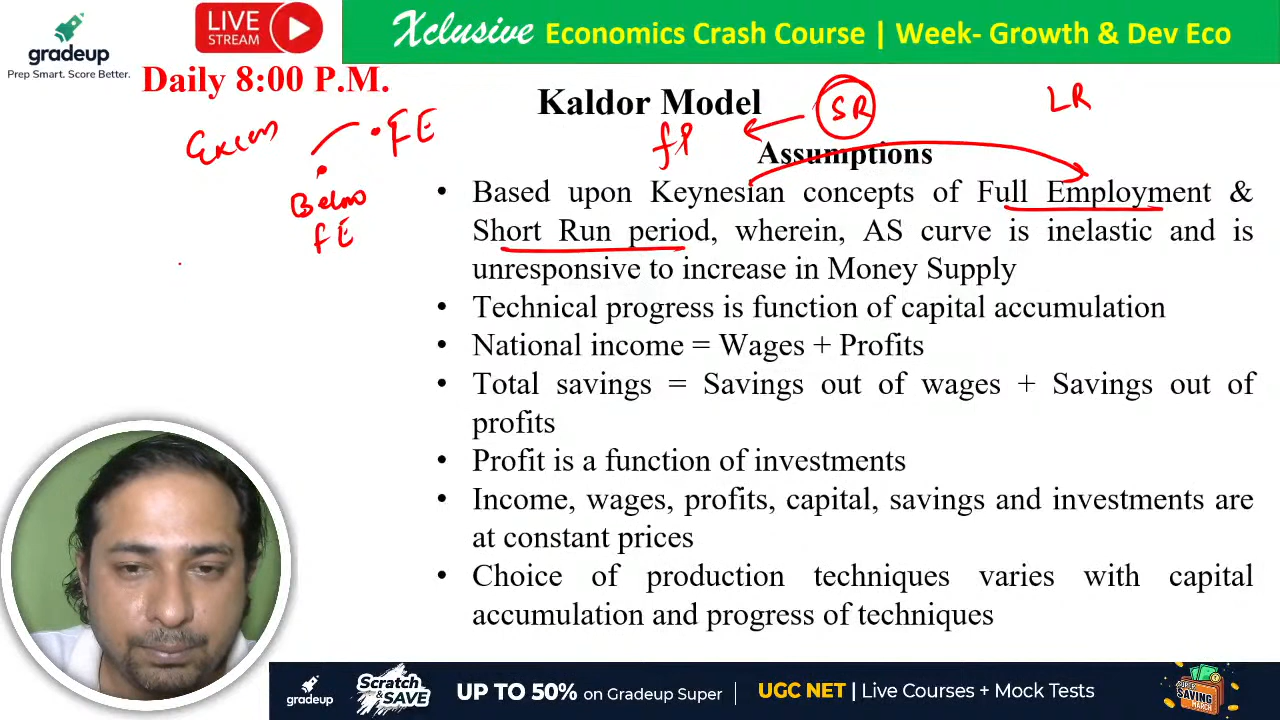 gradeup
Prep Smart. Score Better.
LIVE
STREAM
Xclusive Economics Crash Course | Week- Growth & Dev Eco
Daily 8:00 P.M.
Kaldor Model
SR
LR
Excess
FE
Below
FE
fP
Assumptions
• Based upon Keynesian concepts of Full Employment &
Short Run period, wherein, AS curve is inelastic and is
unresponsive to increase in Money Supply
• Technical progress is function of capital accumulation
• National income = Wages + Profits
• Total savings = Savings out of wages + Savings out of
profits
• Profit is a function of investments
• Income, wages, profits, capital, savings and investments are
at constant prices
• Choice of production techniques varies with capital
accumulation and progress of techniques
gradeup
Scratch & SAVE
UP TO 50% on Gradeup Super
UGC NET | Live Courses + Mock Tests
SUPER
SAVING
MARCH